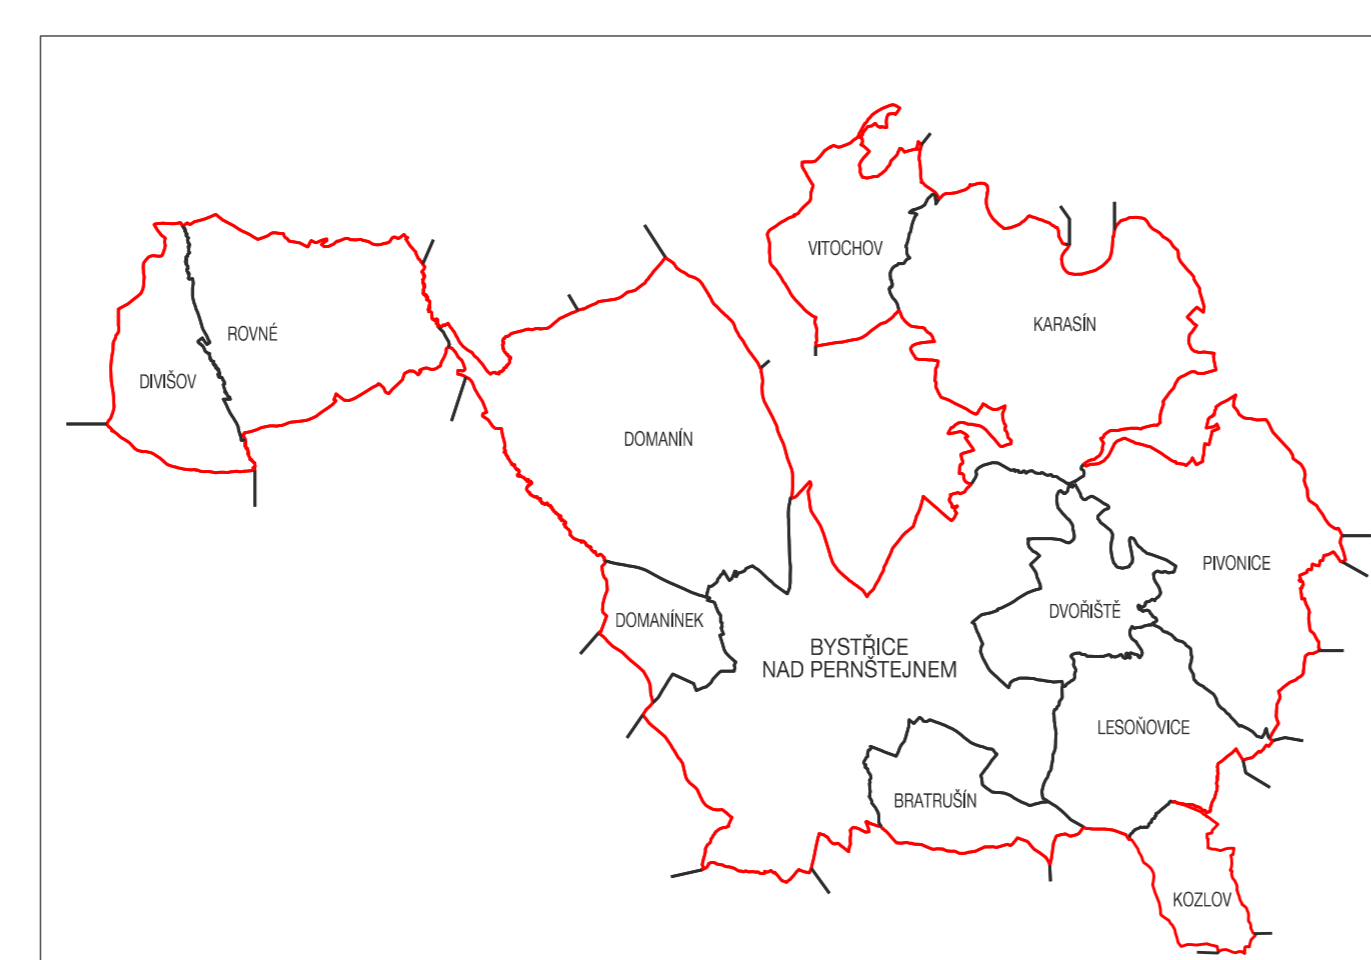 VITOCHOV
KARASÍN
ROVNÉ
DIVIŠOV
DOMANÍN
PIVONICE
DVOŘIŠTĚ
DOMANÍNEK
BYSTŘICE
NAD PERNŠTEJNEM
LESOŇOVICE
BRATRUŠÍN
KOZLOV